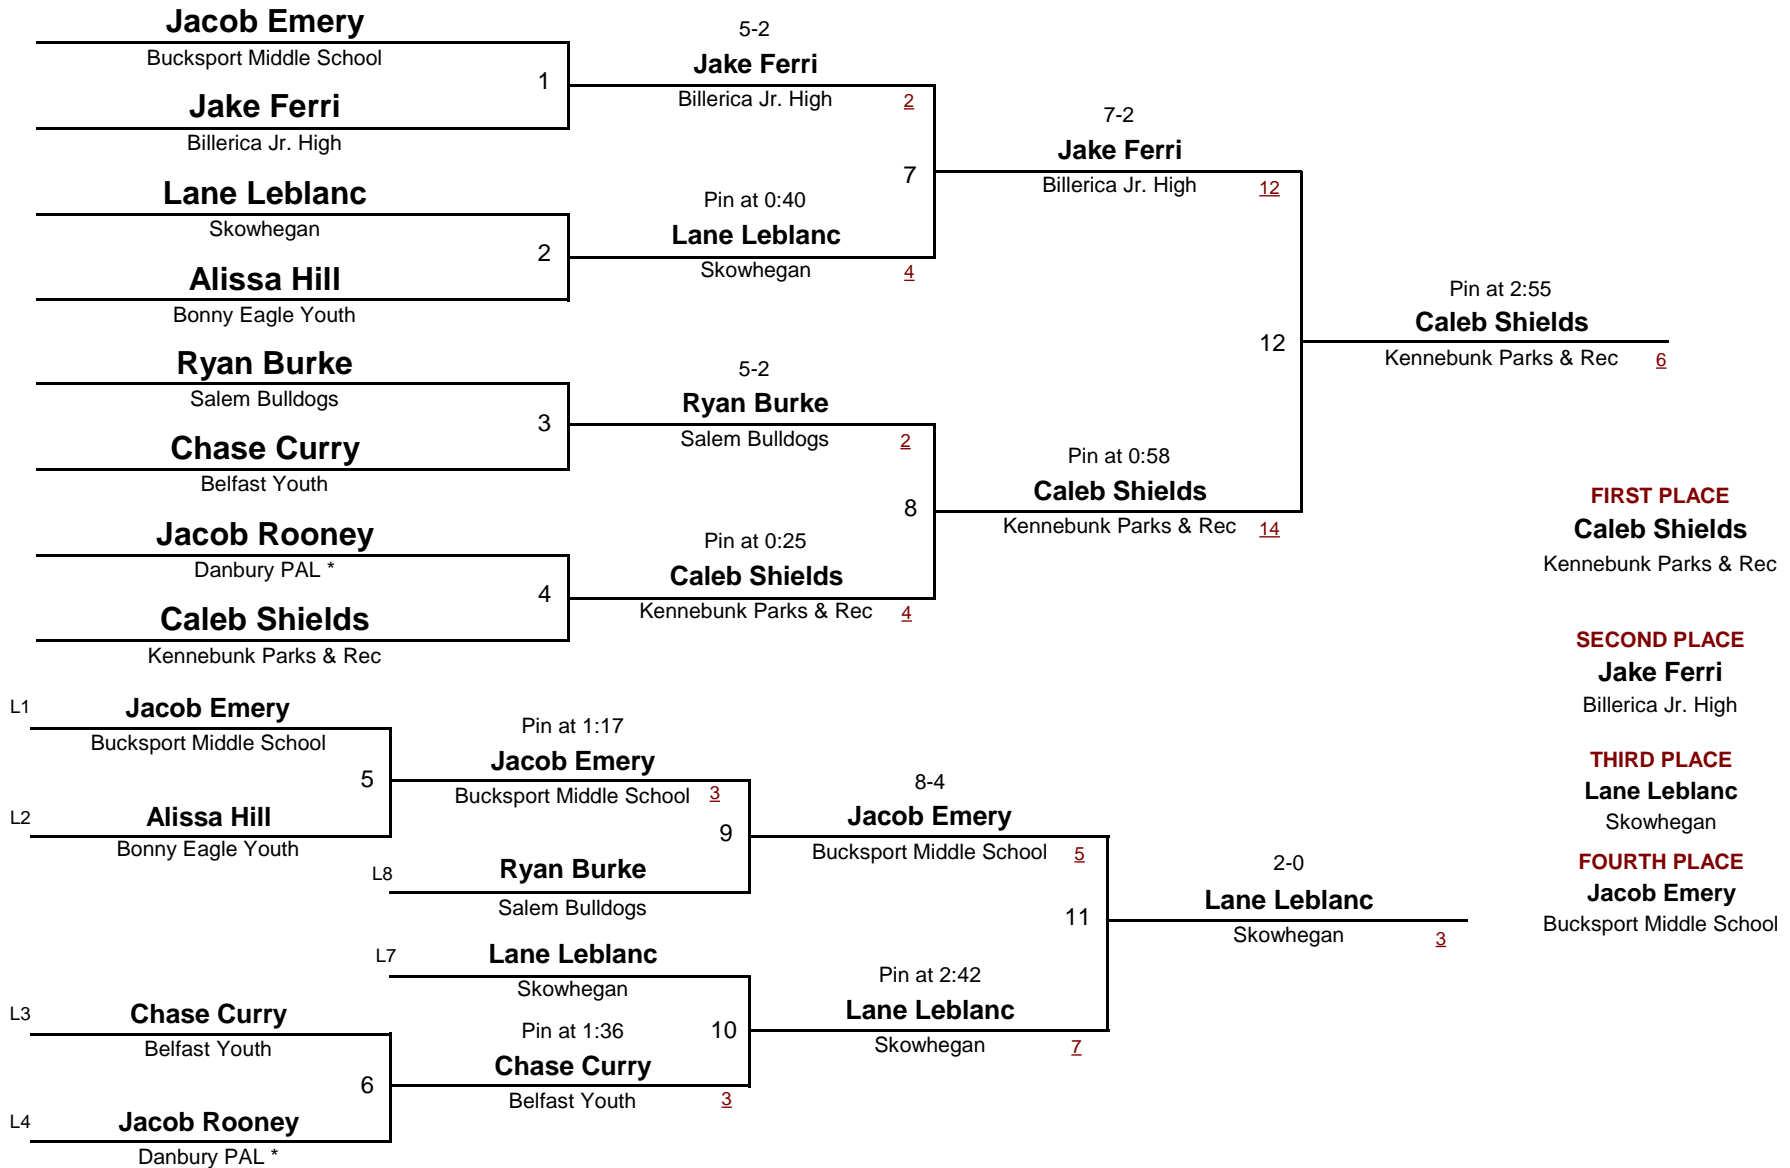 Jacob Emery
Bucksport Middle School
1
Jake Ferri
Billerica Jr. High
Lane Leblanc
Skowhegan
2
Alissa Hill
Bonny Eagle Youth
Ryan Burke
Salem Bulldogs
3
Chase Curry
Belfast Youth
Jacob Rooney
Danbury PAL *
4
Caleb Shields
Kennebunk Parks & Rec
5-2
Jake Ferri
Billerica Jr. High 2
7
Pin at 0:40
Lane Leblanc
Skowhegan 4
5-2
Ryan Burke
Salem Bulldogs 2
8
Pin at 0:25
Caleb Shields
Kennebunk Parks & Rec 4
7-2
Jake Ferri
Billerica Jr. High 12
12
Pin at 0:58
Caleb Shields
Kennebunk Parks & Rec 14
Pin at 2:55
Caleb Shields
Kennebunk Parks & Rec 6
L1 Jacob Emery
Bucksport Middle School
5
L2 Alissa Hill
Bonny Eagle Youth
L3 Chase Curry
Belfast Youth
6
L4 Jacob Rooney
Danbury PAL *
Pin at 1:17
Jacob Emery
Bucksport Middle School 3
9
L8 Ryan Burke
Salem Bulldogs
L7 Lane Leblanc
Skowhegan
Pin at 1:36 10
Chase Curry
Belfast Youth 3
8-4
Jacob Emery
Bucksport Middle School 5
11
Pin at 2:42
Lane Leblanc
Skowhegan 7
2-0
Lane Leblanc
Skowhegan 3
FIRST PLACE
Caleb Shields
Kennebunk Parks & Rec
SECOND PLACE
Jake Ferri
Billerica Jr. High
THIRD PLACE
Lane Leblanc
Skowhegan
FOURTH PLACE
Jacob Emery
Bucksport Middle School